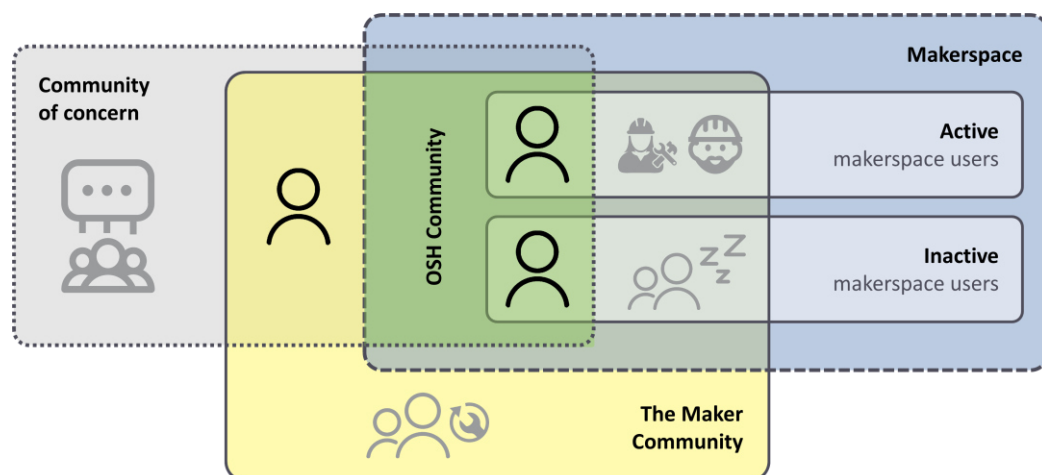 Community
of concern
Makerspace
OSH Community
Active
makerspace users
Inactive
makerspace users
The Maker
Community